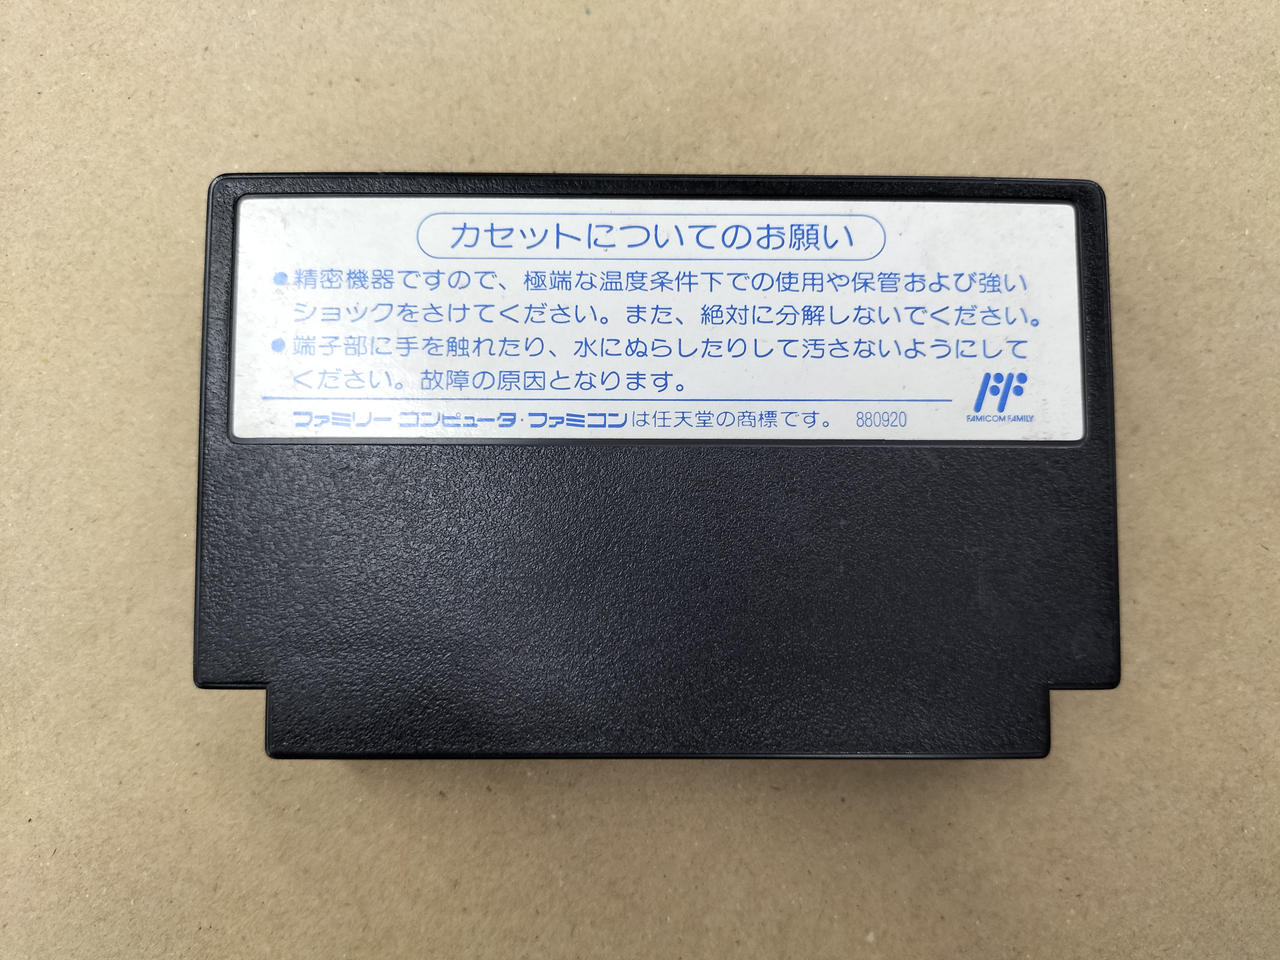 カセットについてのお願い
●精密機器ですので、極端な温度条件下での使用や保管および強い
ショックをさけてください。また、絶対に分解しないでください。
●端子部に手を触れたり、水にぬらしたりして汚さないようにして
ください。故障の原因となります。
ファミリーコンピュータ・ファミコンは任天堂の商標です。 880920
FAMICOM FAMILY